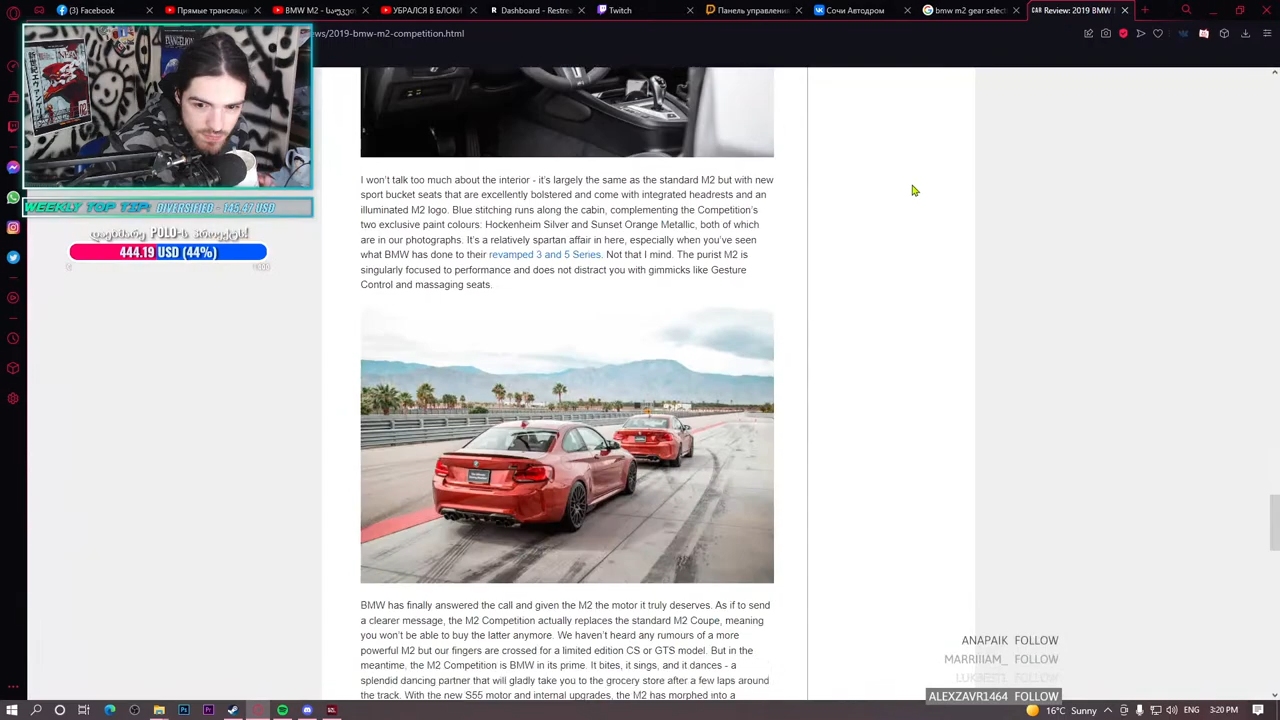 (3) Facebook
Прямые трансляц
BMW M2 - საუკეთ
УБРАЛСЯ В БЛОКИ
Dashboard - Restre
Twitch
Панель управлени
Сочи Автодром
bmw m2 gear select
Review: 2019 BMW
ews/2019-bmw-m2-competition.html
EVANGELION
WEEKLY TOP TZP: DIVERSIFIED - 145.47 USD
POLO-ს
444.19 USD (44%)
I won't talk too much about the interior - it's largely the same as the standard M2 but with new
sport bucket seats that are excellently bolstered and come with integrated headrests and an
illuminated M2 logo. Blue stitching runs along the cabin, complementing the Competition's
two exclusive paint colours: Hockenheim Silver and Sunset Orange Metallic, both of which
are in our photographs. It's a relatively spartan affair in here, especially when you've seen
what BMW has done to their revamped 3 and 5 Series. Not that I mind. The purist M2 is
singularly focused to performance and does not distract you with gimmicks like Gesture
Control and massaging seats.
BMW has finally answered the call and given the M2 the motor it truly deserves. As if to send
a clearer message, the M2 Competition actually replaces the standard M2 Coupe, meaning
you won't be able to buy the latter anymore. We haven't heard any rumours of a more
powerful M2 but our fingers are crossed for a limited edition CS or GTS model. But in the
meantime, the M2 Competition is BMW in its prime. It bites, it sings, and it dances - a
splendid dancing partner that will gladly take you to the grocery store after a few laps around
the track. With the new S55 motor and internal upgrades, the M2 has morphed into a
ANAPAIK FOLLOW
MARRIIIAM_ FOLLOW
FOLLOW
ALEXZAVR1464 FOLLOW
16°C Sunny
ENG
3:20 PM